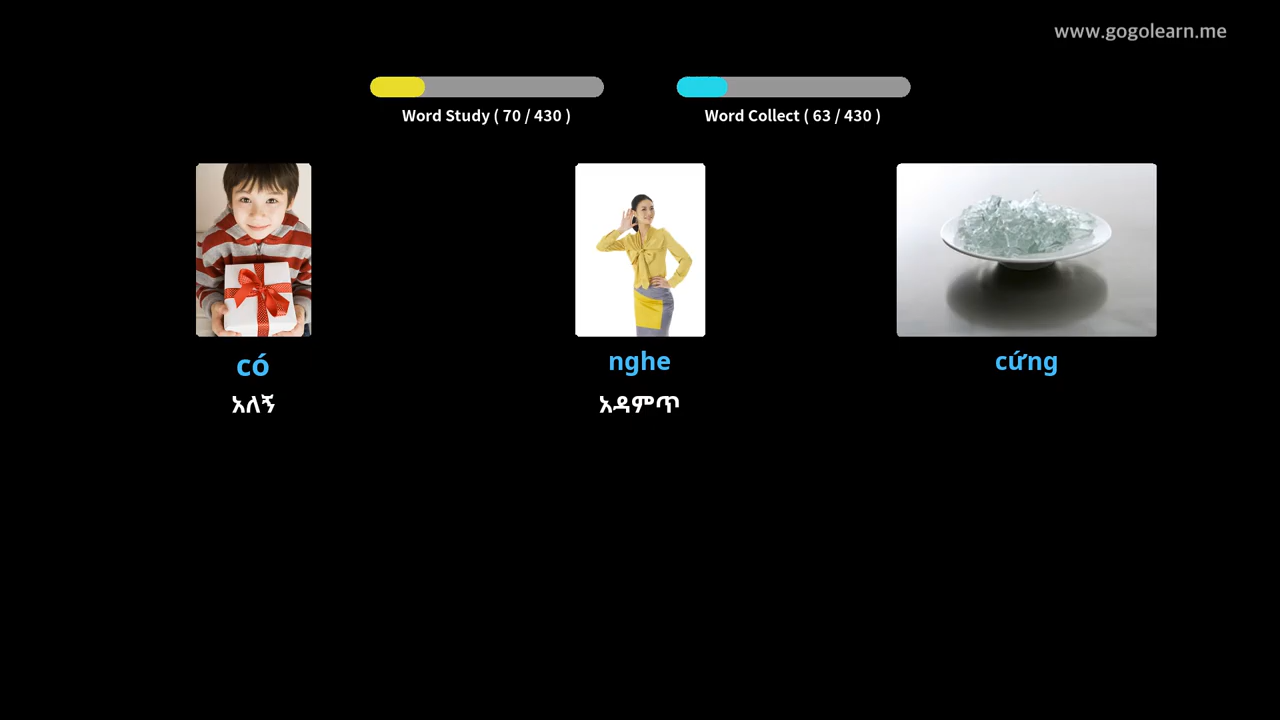 www.gogolearn.me
Word Study ( 70 / 430 )
Word Collect ( 63 / 430 )
có
nghe
cứng
አለኝ
አዳምጥ